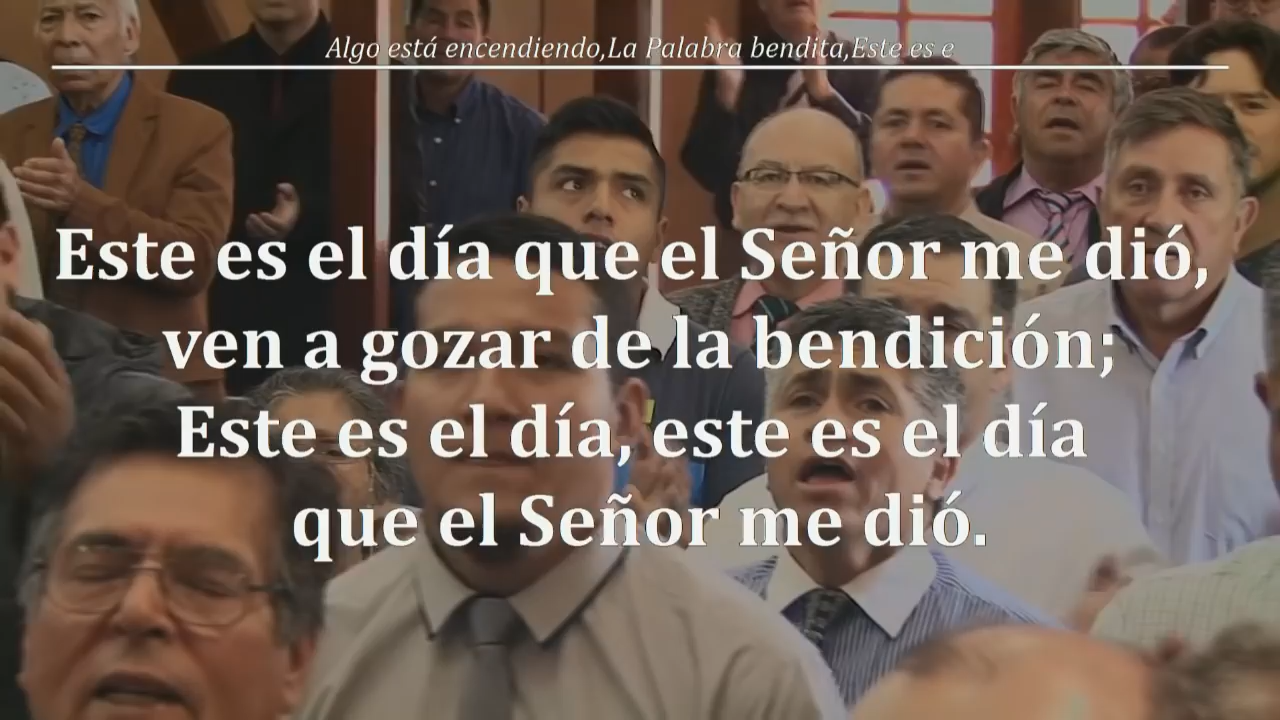 Algo está encendiendo,La Palabra bendita,Este es e
Este es el día que el Señor me dió,
ven a gozar de la bendición;
Este es el día, este es el día
que el Señor me dió.